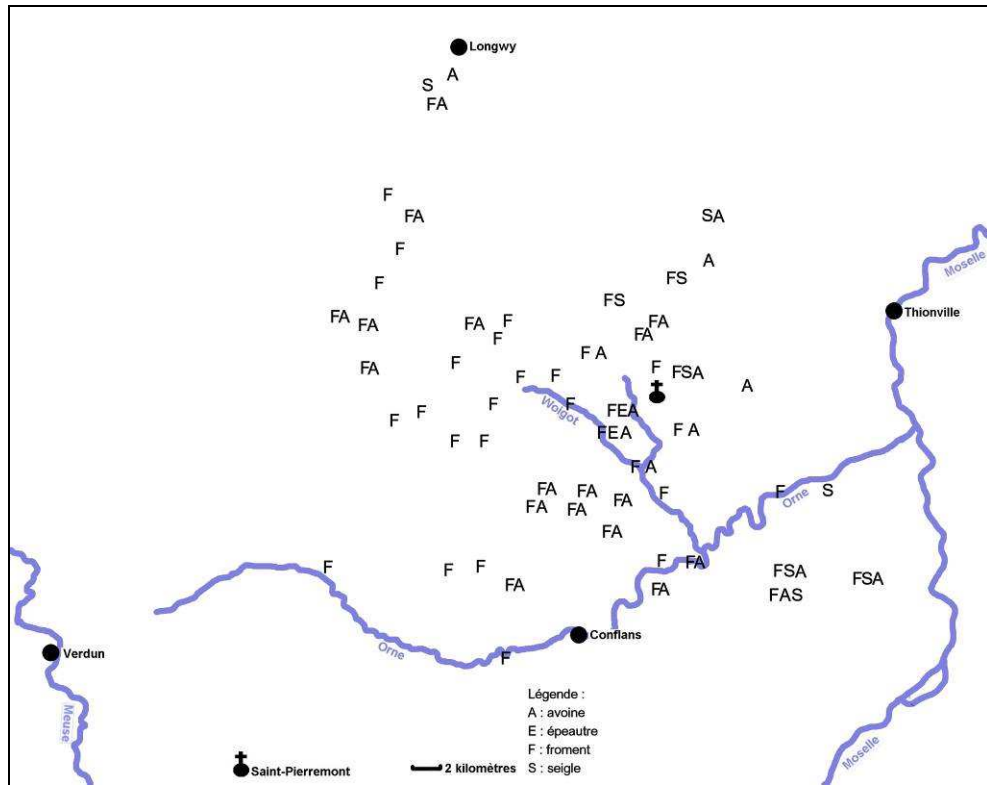 Longwy
A
S
FA
F
FA
SA
F
A
FS
F
FS
Moselle
Thionville
FA
FA
FA
F
FA
FA
F
F A
F
FA
F
FSA
F
F
A
F
F
FEA
Woigot
F
F
FEA
F A
F
F
F A
FA
FA
F
F
S
FA
FA
FA
Orne
FA
F
FA
F
F
F
FSA
FSA
FA
FA
FAS
Conflans
Verdun
Orne
F
Meuse
Moselle
Légende :
A : avoine
E : épeautre
F : froment
S : seigle
Saint-Pierremont
2 kilomètres